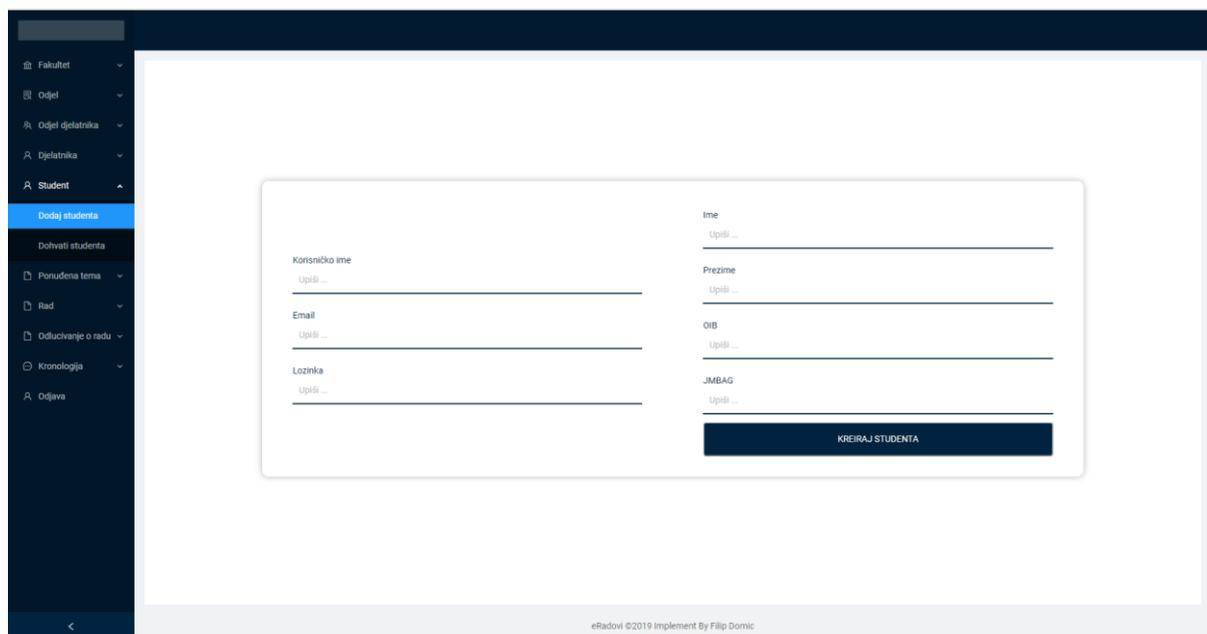 Fakultet
Odjel
Odjel djelatnika
Djelatnika
Student
Dodaj studenta
Dohvati studenta
Ponuđena tema
Rad
Odlucivanje o radu
Kronologija
Odjava
Korisničko ime
Upiši ...
Email
Upiši ...
Lozinka
Upiši ...
Ime
Upiši ...
Prezime
Upiši ...
OIB
Upiši ...
JMBAG
Upiši ...
KREIRAJ STUDENTA
eRadovi ©2019 Implement By Filip Domic